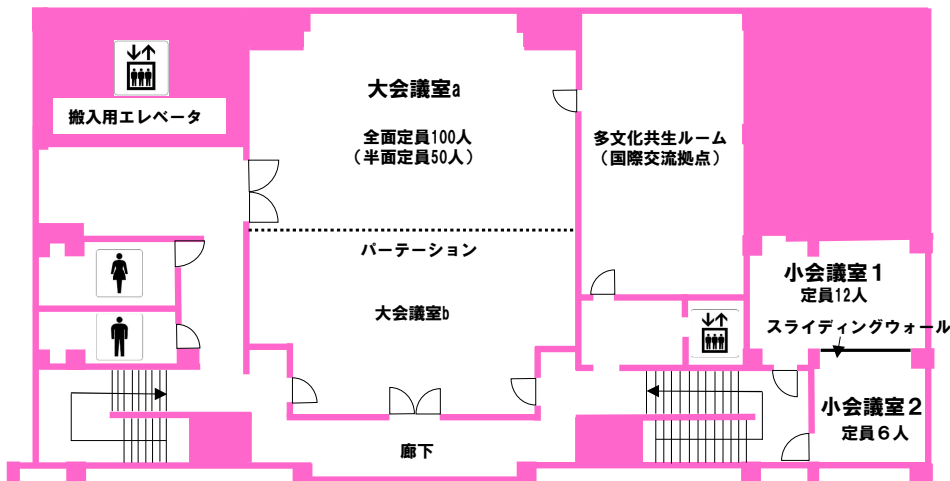 搬入用エレベータ
大会議室a
全面定員100人
（半面定員50人）
多文化共生ルーム
（国際交流拠点）
パーテーション
大会議室b
小会議室１
定員12人
スライディングウォール
小会議室２
定員６人
廊下